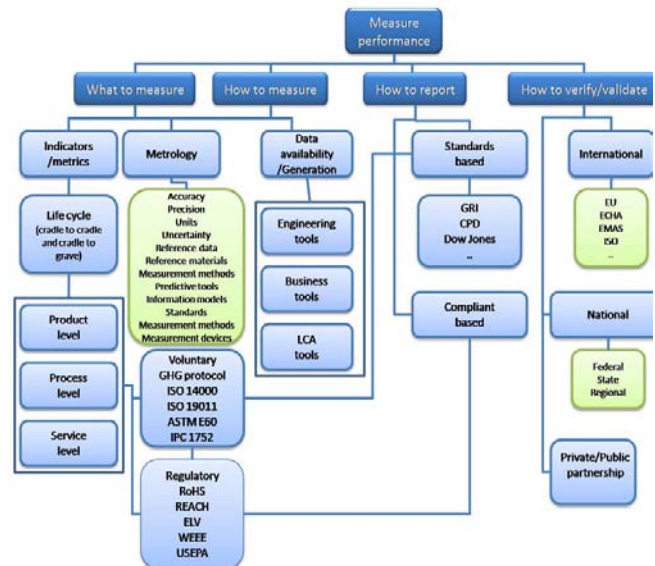 Measure
performance
What to measure
How to measure
How to report
How to verify/validate
Indicators
/metrics
Metrology
Data
availability
/Generation
Standards
based
International
Life cycle
(cradle to cradle
and cradle to
grave)
Accuracy
Precision
Units
Uncertainty
Reference data
Reference materials
Measurement methods
Predictive tools
Information models
Standards
Measurement methods
Measurement devices
Engineering
tools
Business
tools
LCA
tools
GRI
CPD
Dow Jones
..
EU
ECHA
EMAS
ISO
..
Product
level
Process
level
Service
level
Voluntary
GHG protocol
ISO 14000
ISO 19011
ASTM E60
IPC 1752
Regulatory
RoHS
REACH
ELV
WEEE
USEPA
Compliant
based
National
Federal
State
Regional
Private/Public
partnership